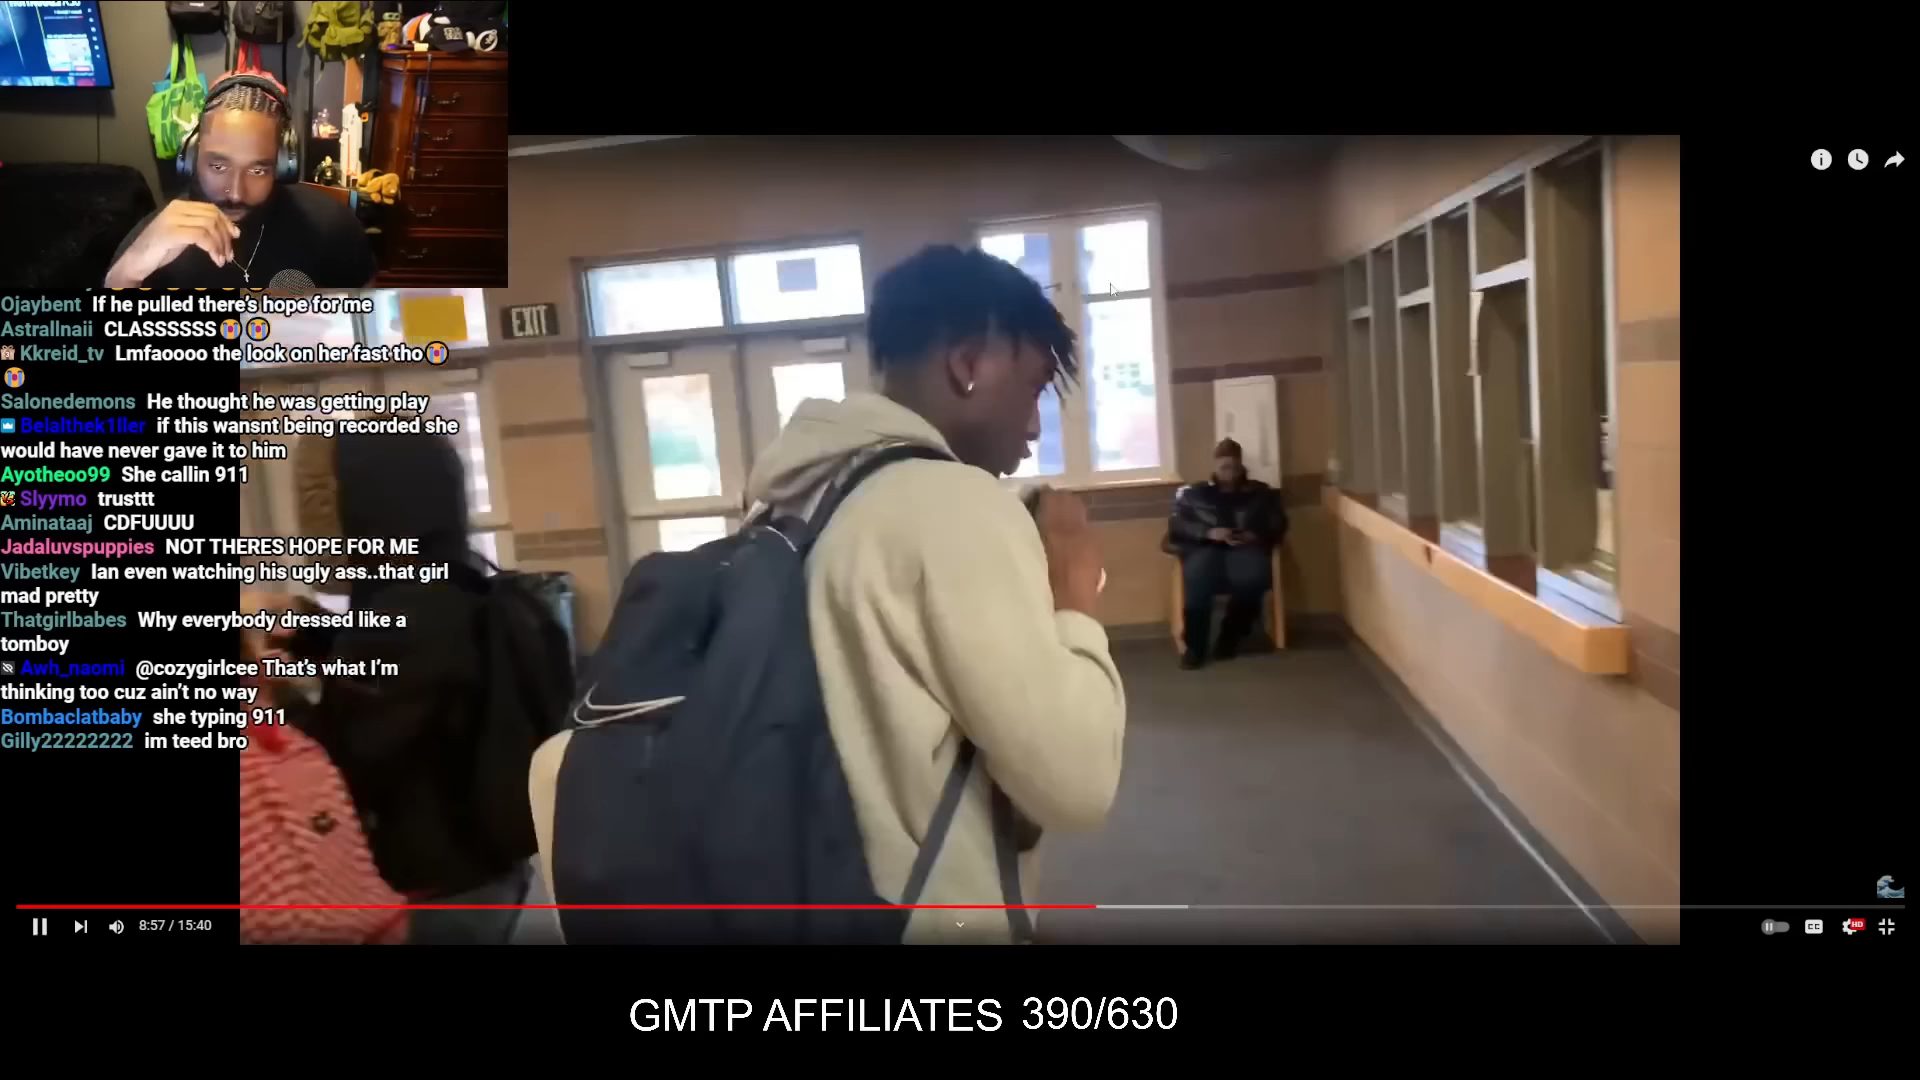 Ojaybent If he pulled there's hope for me
Astrallnaii CLASSSSSS😭😭
Kkreid_tv Lmfaoooo the look on her fast tho😭
😭
Salonedemons He thought he was getting play
Belalthek1ller if this wansnt being recorded she
would have never gave it to him
Ayotheoo99 She callin 911
Slyymo trusttt
Aminataaj CDFUUUU
Jadaluvspuppies NOT THERES HOPE FOR ME
Vibetkey Ian even watching his ugly ass..that girl
mad pretty
Thatgirlbabes Why everybody dressed like a
tomboy
Awh_naomi @cozygirlcee That's what I'm
thinking too cuz ain't no way
Bombaclatbaby she typing 911
Gilly22222222 im teed bro
EXIT
8:57 / 15:40
CC
HD
GMTP AFFILIATES 390/630